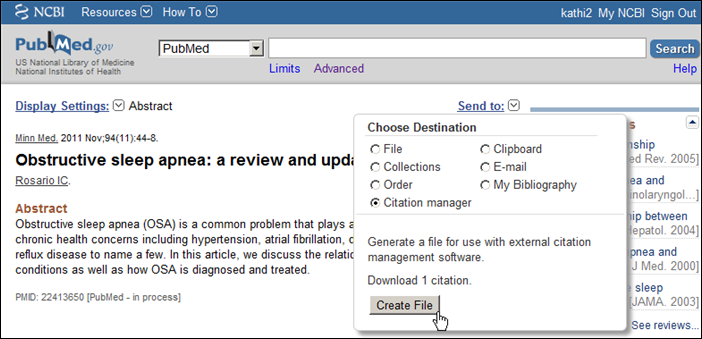 NCBI Resources How To kathi2 My NCBI Sign Out
PubMed.gov
US National Library of Medicine
National Institutes of Health
PubMed
Search
Limits Advanced
Help
Display Settings: Abstract
Send to:
Minn Med. 2011 Nov;94(11):44-8.
Obstructive sleep apnea: a review and upda
Rosario IC.
Abstract
Obstructive sleep apnea (OSA) is a common problem that plays a
chronic health concerns including hypertension, atrial fibrillation,
reflux disease to name a few. In this article, we discuss the relatio
conditions as well as how OSA is diagnosed and treated.
PMID: 22413650 [PubMed - in process]
Choose Destination
File Clipboard
Collections E-mail
Order My Bibliography
Citation manager
Generate a file for use with external citation
management software.
Download 1 citation.
Create File
s
nship
ed Rev. 2005]
nea and
inolaryngol...]
ship between
epatol. 2004]
pnea and
J Med. 2000]
e sleep
[JAMA. 2003]
See reviews...